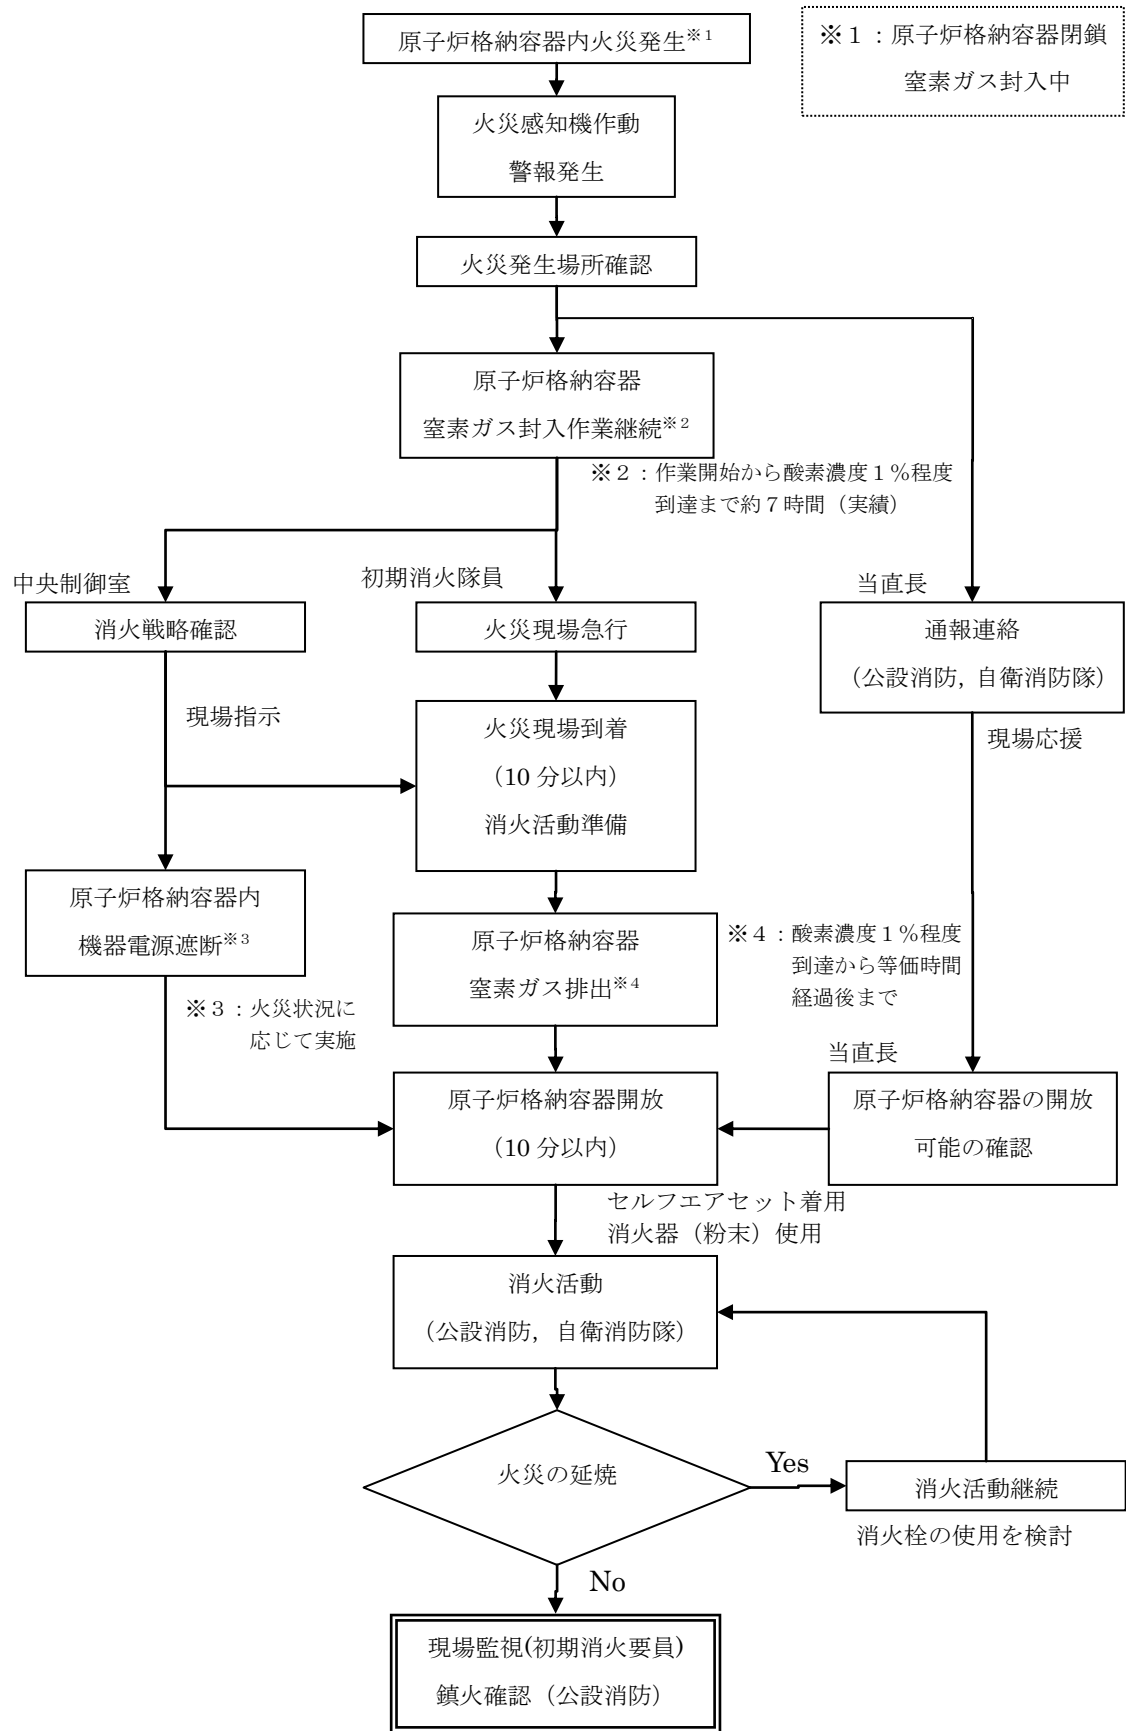 原子炉格納容器内火災発生※1
※１：原子炉格納容器閉鎖
窒素ガス封入中
火災感知機作動
警報発生
火災発生場所確認
原子炉格納容器
窒素ガス封入作業継続※2
※２：作業開始から酸素濃度１％程度
到達まで約７時間（実績）
中央制御室
初期消火隊員
当直長
消火戦略確認
火災現場急行
通報連絡
（公設消防，自衛消防隊）
現場指示
現場応援
火災現場到着
（10 分以内）
消火活動準備
原子炉格納容器内
機器電源遮断※3
※３：火災状況に
応じて実施
原子炉格納容器
窒素ガス排出※4
※４：酸素濃度１％程度
到達から等価時間
経過後まで
当直長
原子炉格納容器開放
（10 分以内）
原子炉格納容器の開放
可能の確認
セルフエアセット着用
消火器（粉末）使用
消火活動
（公設消防，自衛消防隊）
火災の延焼
Yes
消火活動継続
消火栓の使用を検討
No
現場監視(初期消火要員)
鎮火確認（公設消防）